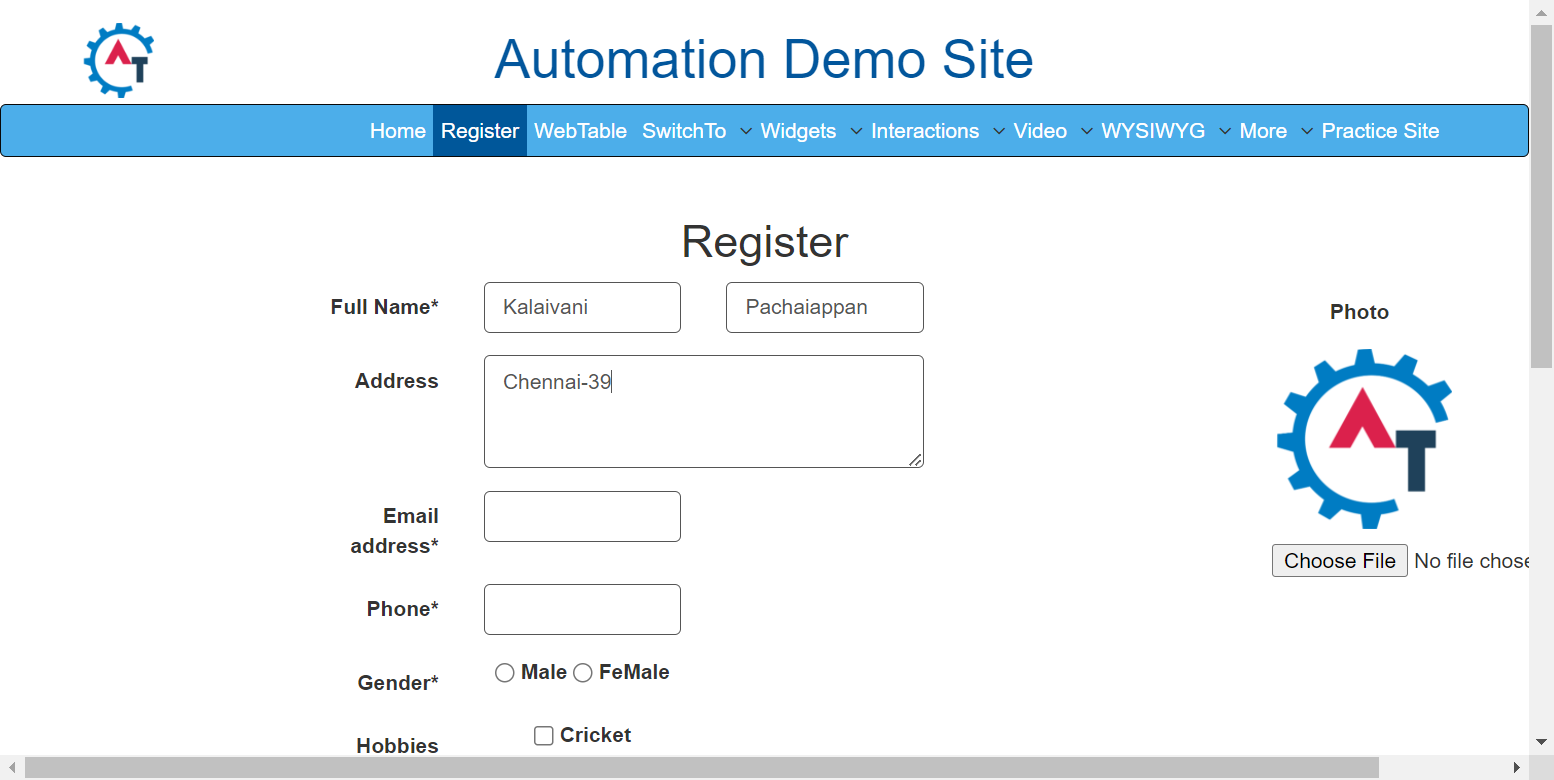 AT
Automation Demo Site
Home Register WebTable SwitchTo Widgets Interactions Video WYSIWYG More Practice Site
Register
Full Name* Kalaivani Pachaiappan
Photo
Address Chennai-39
AT
Email
address*
Choose File No file chose
Phone*
Gender* Male FeMale
Hobbies Cricket